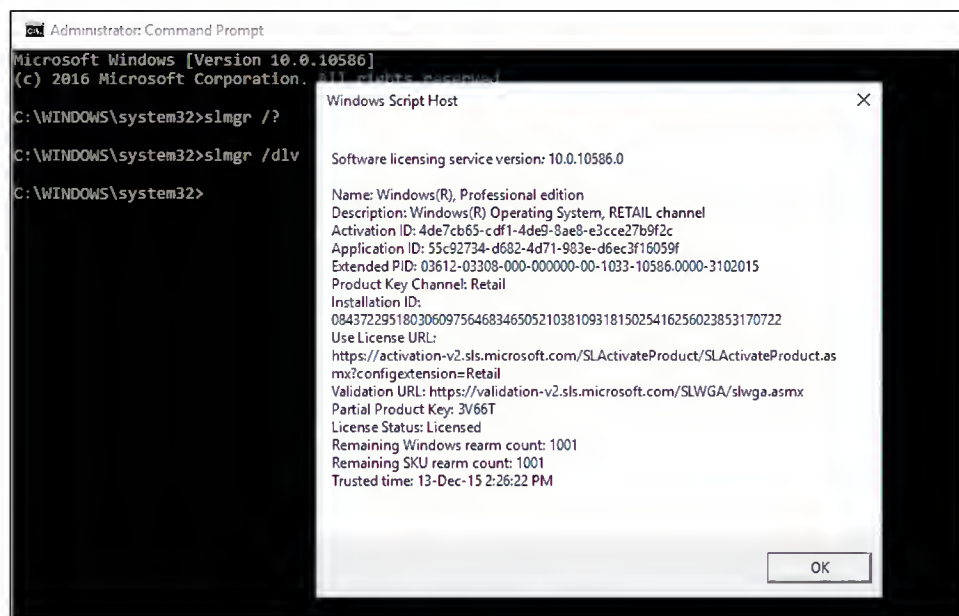 Administrator: Command Prompt
Microsoft Windows [Version 10.0.10586]
(c) 2016 Microsoft Corporation. All rights reserved
C:\WINDOWS\system32>slmgr /?
C:\WINDOWS\system32>slmgr /dlv
C:\WINDOWS\system32>
Windows Script Host
Software licensing service version: 10.0.10586.0
Name: Windows(R), Professional edition
Description: Windows(R) Operating System, RETAIL channel
Activation ID: 4de7cb65-cdf1-4de9-8ae8-e3cce27b9f2c
Application ID: 55c92734-d682-4d71-983e-d6ec3f16059f
Extended PID: 03612-03308-000-000000-00-1033-10586.0000-3102015
Product Key Channel: Retail
Installation ID:
084372295180306097564683465052103810931815025416256023853170722
Use License URL:
https://activation-v2.sls.microsoft.com/SLActivateProduct/SLActivateProduct.as
mx?configextension=Retail
Validation URL: https://validation-v2.sls.microsoft.com/SLWGA/slwga.asmx
Partial Product Key: 3V66T
License Status: Licensed
Remaining Windows rearm count: 1001
Remaining SKU rearm count: 1001
Trusted time: 13-Dec-15 2:26:22 PM
OK